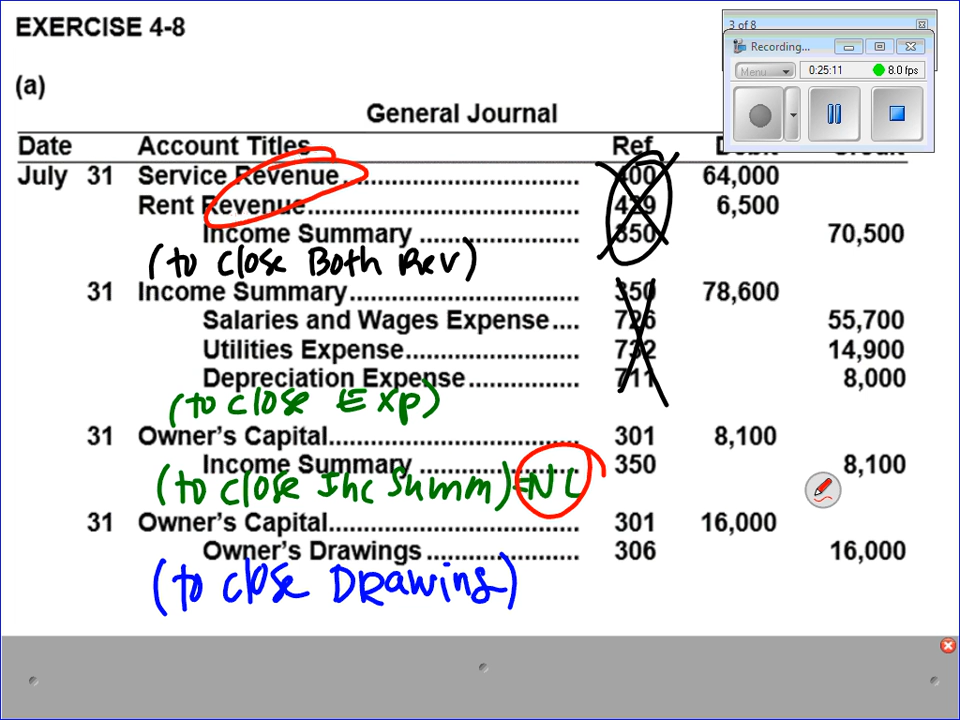 EXERCISE 4-8
3 of 8
Recording...
Menu 0:25:11 8.0 fps
(a)
General Journal
Date Account Titles Ref Debit Credit
July 31 Service Revenue 400 64,000
Rent Revenue 429 6,500
Income Summary 350 70,500
(to close Both Rev)
31 Income Summary 350 78,600
Salaries and Wages Expense 726 55,700
Utilities Expense 732 14,900
Depreciation Expense 711 8,000
(to close Exp)
31 Owner's Capital 301 8,100
Income Summary 350 8,100
(to close Inc Summ) = NL
31 Owner's Capital 301 16,000
Owner's Drawings 306 16,000
(to close Drawing)